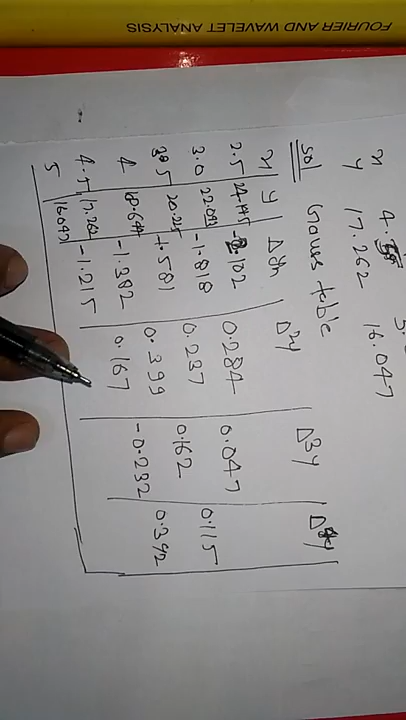 FOURIER AND WAVELET ANALYSIS
x 4.5 5.
y 17.262 16.047
Sol Gauss table
x y Δy Δ²y Δ³y Δ⁴y
2.5 24.145 -2.102 0.284 0.047 0.115
3.0 22.043 -1.818 0.237 0.162 0.392
3.5 20.225 -1.581 0.399 -0.232
4 18.644 -1.382 0.167
4.5 17.262 -1.215
5 16.047